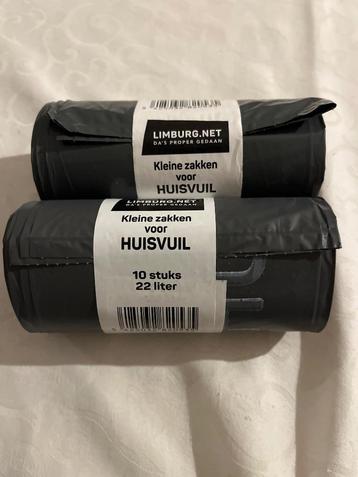 LIMBURG.NET
DA'S PROPER GEDAAN
Kleine zakken
voor
HUISVUIL
LIMBURG.NET
DA'S PROPER GEDAAN
Kleine zakken
voor
HUISVUIL
10 stuks
22 liter